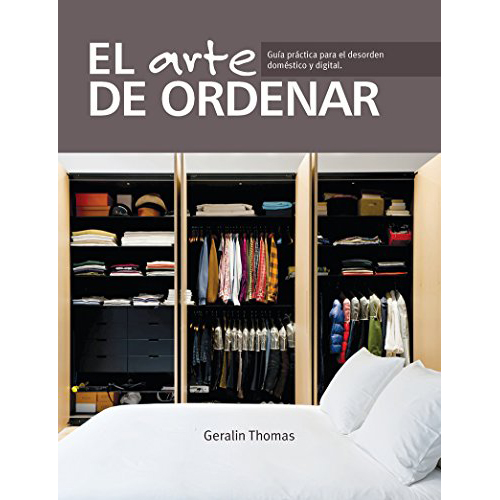 EL arte
DE ORDENAR
Guía práctica para el desorden
doméstico y digital.
Geralin Thomas